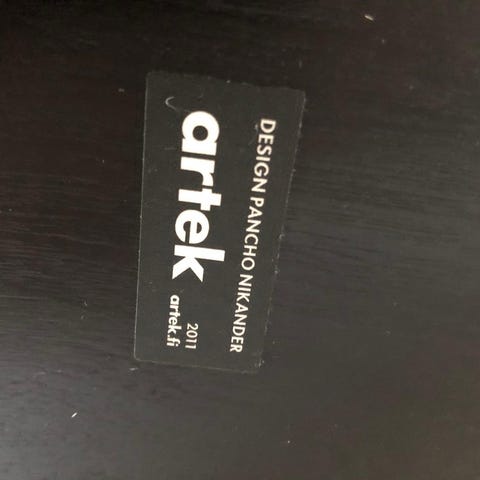 DESIGN PANCHO NIKANDER
artek
2011
artek.fi